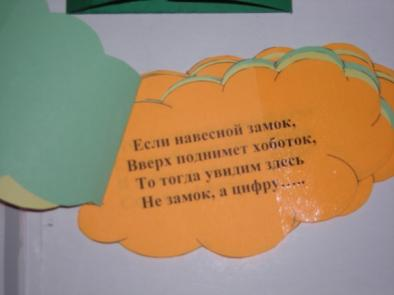 Если навесной замок,
Вверх поднимет хоботок,
То тогда увидим здесь
Не замок, а цифру.....